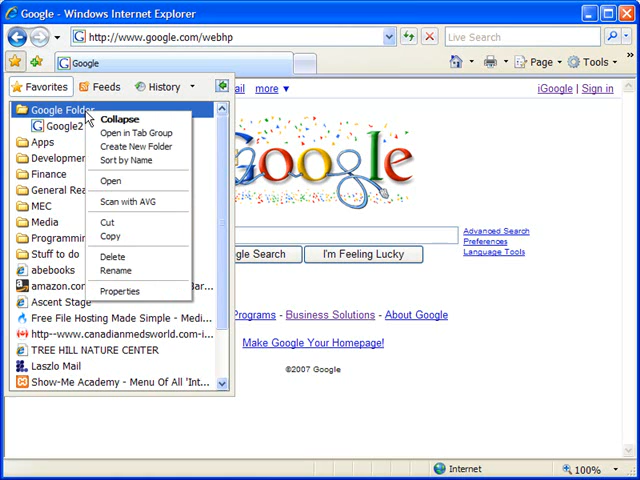 Google - Windows Internet Explorer
http://www.google.com/webhp
Live Search
Google
Page
Tools
Favorites
Feeds
History
ail more ▼
iGoogle | Sign in
Google Folder
Google2
Apps
Developmen
Finance
General Rea
MEC
Media
Programmin
Stuff to do
abebooks
amazon.com
Bar...
Ascent Stage
Free File Hosting Made Simple - Medi...
http--www.canadianmedsworld.com-i...
TREE HILL NATURE CENTER
Laszlo Mail
Show-Me Academy - Menu Of All 'Int...
Collapse
Open in Tab Group
Create New Folder
Sort by Name
Open
Scan with AVG
Cut
Copy
Delete
Rename
Properties
Google
Advanced Search
Preferences
Language Tools
gle Search
I'm Feeling Lucky
Programs - Business Solutions - About Google
Make Google Your Homepage!
©2007 Google
Internet
100%